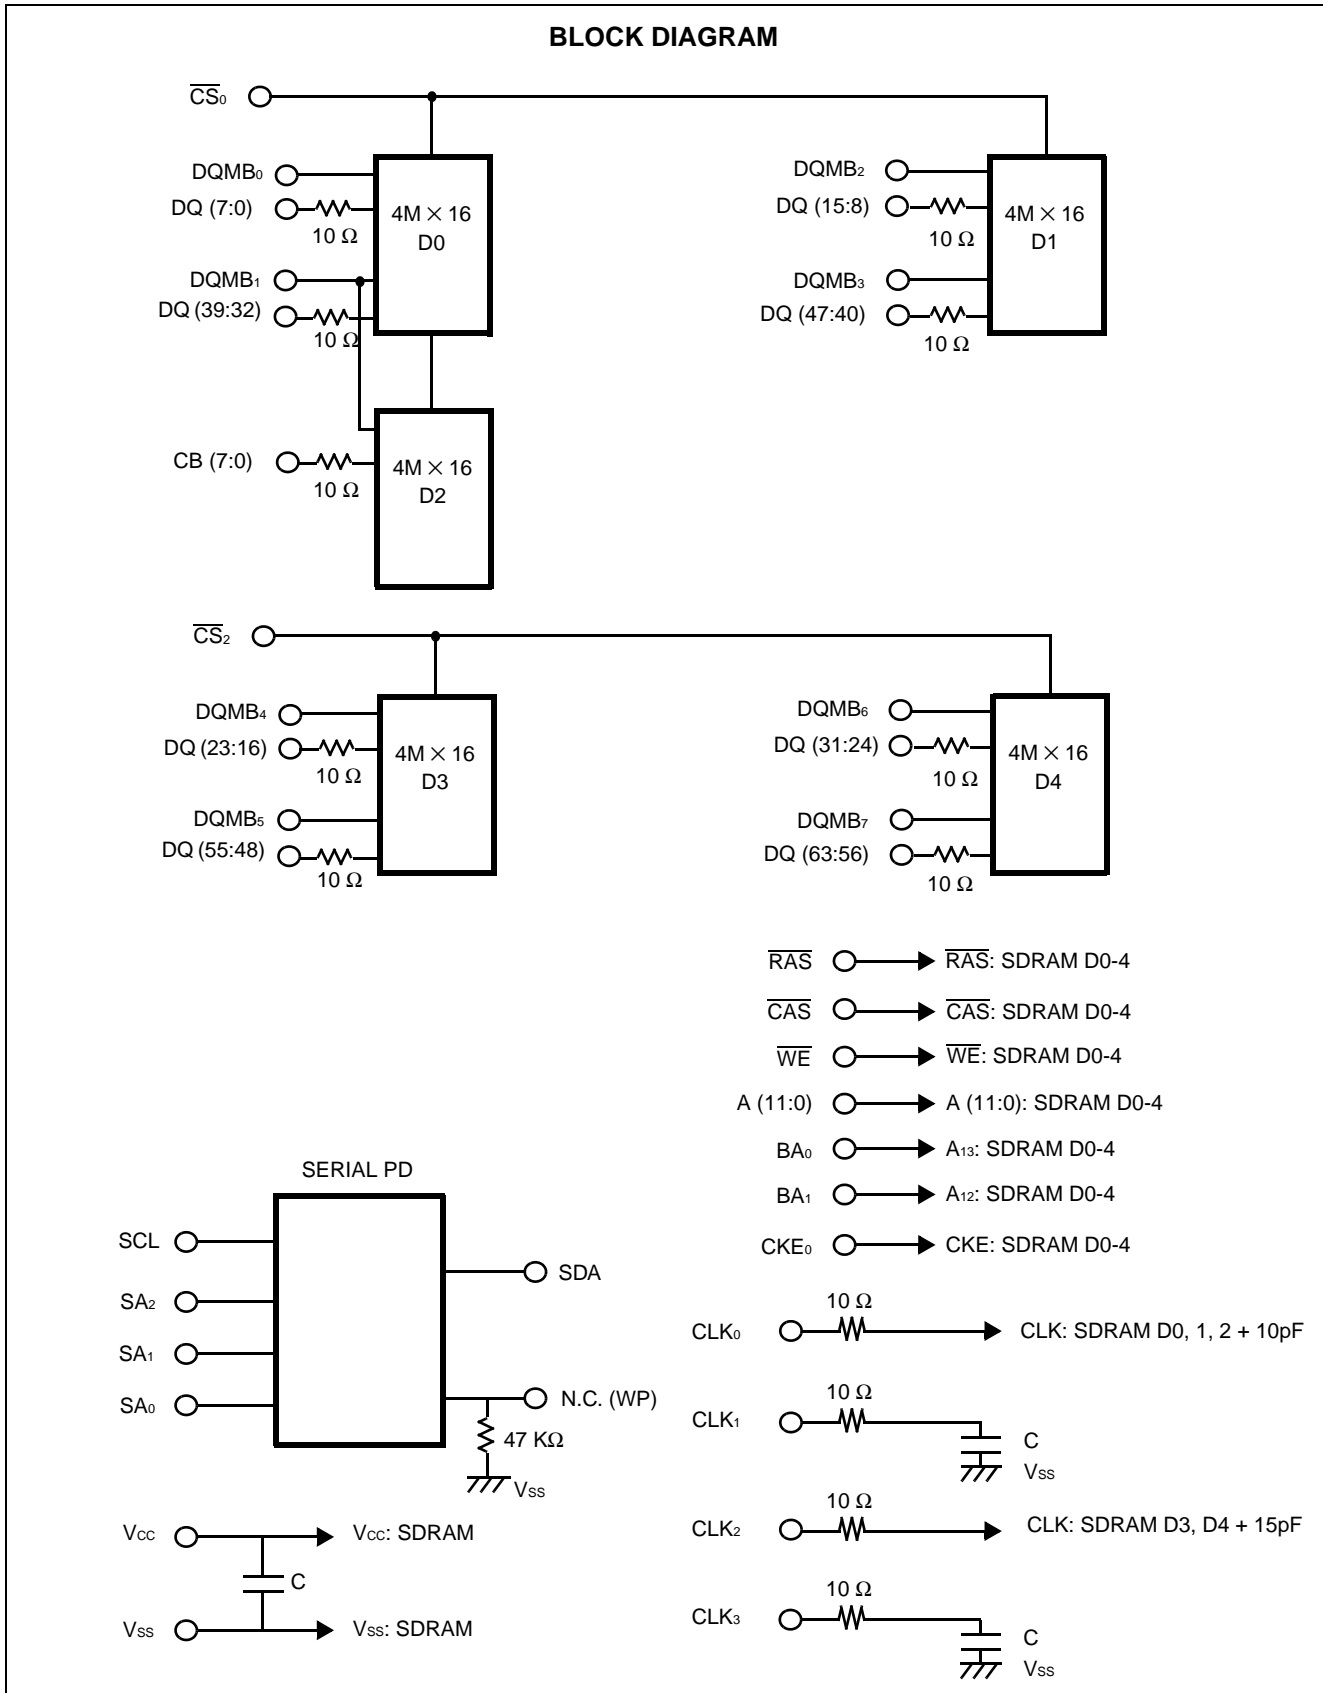 BLOCK DIAGRAM
CS0
DQMB0
DQ (7:0)
10 Ω
4M × 16
D0
DQMB1
DQ (39:32)
10 Ω
DQMB2
DQ (15:8)
10 Ω
4M × 16
D1
DQMB3
DQ (47:40)
10 Ω
CB (7:0)
10 Ω
4M × 16
D2
CS2
DQMB4
DQ (23:16)
10 Ω
4M × 16
D3
DQMB5
DQ (55:48)
10 Ω
DQMB6
DQ (31:24)
10 Ω
4M × 16
D4
DQMB7
DQ (63:56)
10 Ω
RAS RAS: SDRAM D0-4
CAS CAS: SDRAM D0-4
WE WE: SDRAM D0-4
A (11:0) A (11:0): SDRAM D0-4
BA0 A13: SDRAM D0-4
BA1 A12: SDRAM D0-4
CKE0 CKE: SDRAM D0-4
SERIAL PD
SCL
SA2
SA1
SA0
SDA
N.C. (WP)
47 KΩ
VSS
10 Ω
CLK0 CLK: SDRAM D0, 1, 2 + 10pF
10 Ω
CLK1
C
VSS
10 Ω
CLK2 CLK: SDRAM D3, D4 + 15pF
10 Ω
CLK3
C
VSS
VCC VCC: SDRAM
C
VSS VSS: SDRAM